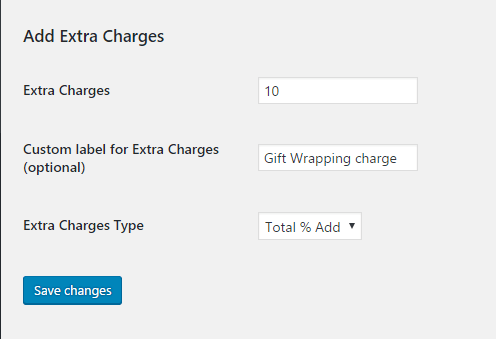 Add Extra Charges
Extra Charges
10
Custom label for Extra Charges
(optional)
Gift Wrapping charge
Extra Charges Type
Total % Add
Save changes